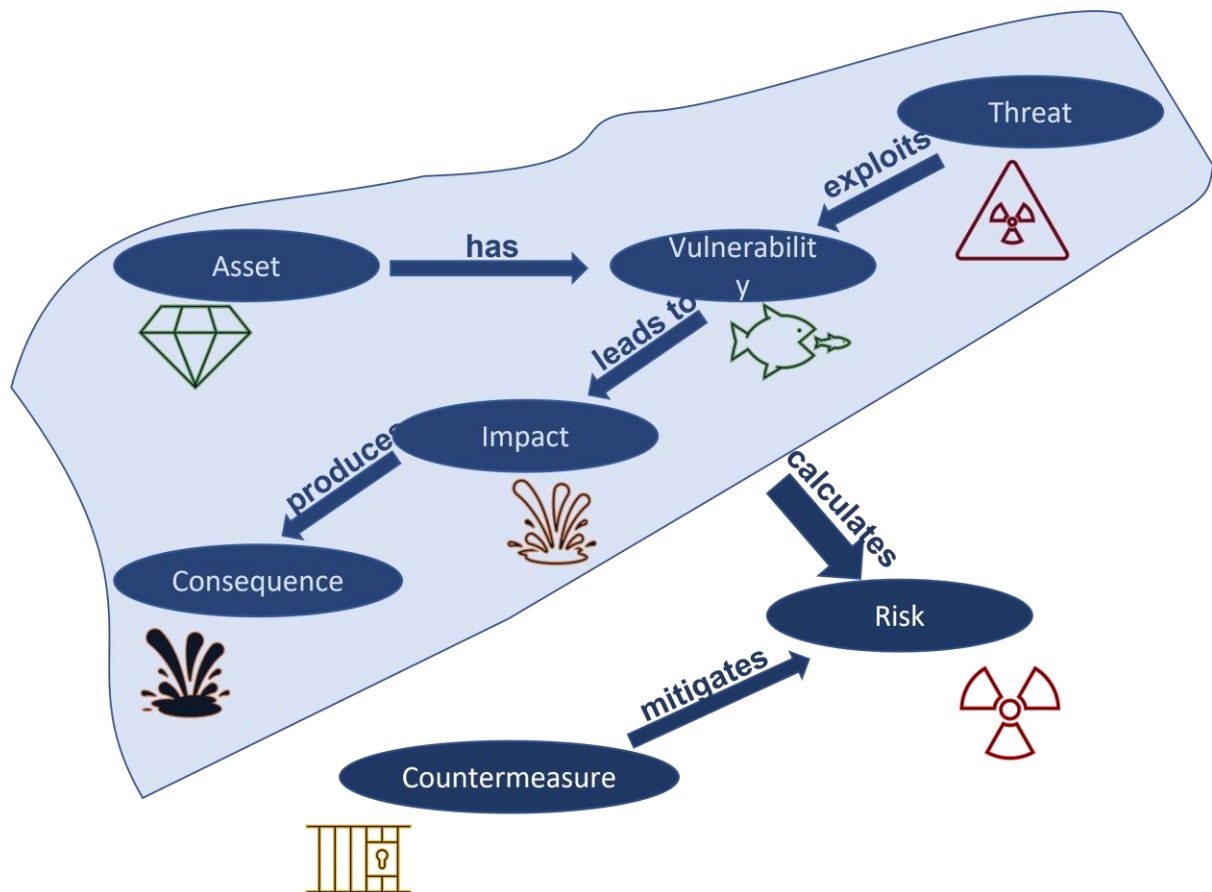 Threat
exploits
Asset
has
Vulnerabilit
y
leads to
Impact
produces
calculates
Consequence
Risk
mitigates
Countermeasure